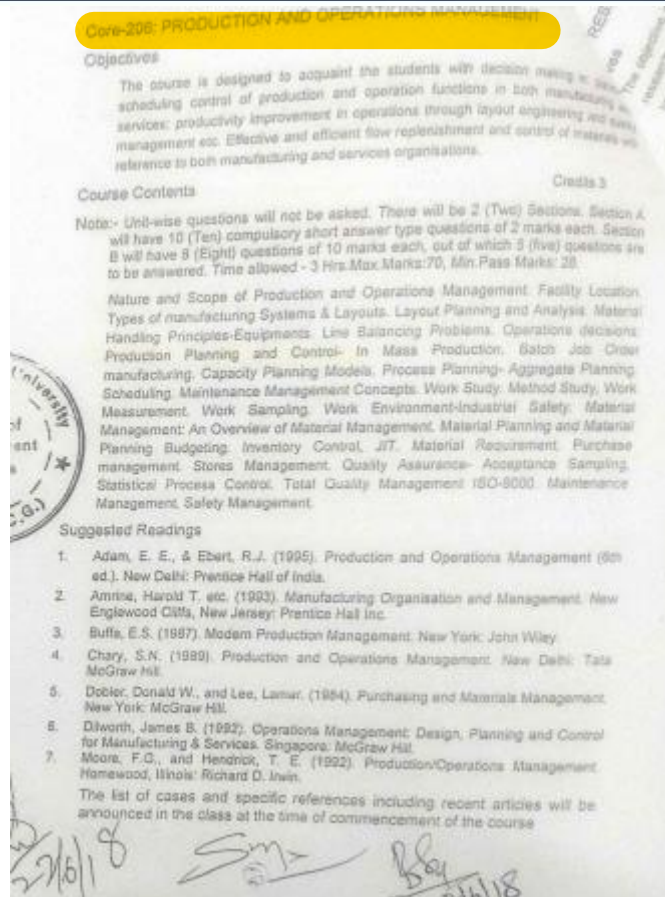 Core-206: PRODUCTION AND OPERATIONS MANAGEMENT
Objectives
The course is designed to acquaint the students with decision making in
scheduling control of production and operation functions in both manufacturing
services; productivity improvement in operations through layout engineering and
management etc. Effective and efficient flow replenishment and control of materials
reference to both manufacturing and services organisations.
Course Contents
Credits 3
Note:- Unit-wise questions will not be asked. There will be 2 (Two) Sections. Section A
will have 10 (Ten) compulsory short answer type questions of 2 marks each. Section
B will have 8 (Eight) questions of 10 marks each, out of which 5 (five) questions are
to be answered. Time allowed - 3 Hrs.Max.Marks:70, Min.Pass Marks: 28.
Nature and Scope of Production and Operations Management. Facility Location.
Types of manufacturing Systems & Layouts. Layout Planning and Analysis. Material
Handling Principles-Equipments. Line Balancing Problems. Operations decisions
Production Planning and Control- In Mass Production. Batch Job Order
manufacturing. Capacity Planning Models. Process Planning- Aggregate Planning
Scheduling. Maintenance Management Concepts. Work Study. Method Study, Work
Measurement. Work Sampling. Work Environment-Industrial Safety. Material
Management: An Overview of Material Management. Material Planning and Material
Planning Budgeting. Inventory Control, JIT. Material Requirement. Purchase
management. Stores Management. Quality Assurance- Acceptance Sampling,
Statistical Process Control. Total Quality Management ISO-9000. Maintenance
Management. Safety Management.
Suggested Readings
1. Adam, E. E., & Ebert, R.J. (1995). Production and Operations Management (6th
ed.). New Delhi: Prentice Hall of India.
2. Amrine, Harold T. etc. (1993). Manufacturing Organisation and Management. New
Englewood Cliffs, New Jersey: Prentice Hall Inc.
3. Buffa, E.S. (1987). Modern Production Management. New York: John Wiley
4. Chary, S.N. (1989). Production and Operations Management. New Delhi: Tata
McGraw Hill.
5. Dobler, Donald W., and Lee, Lamar. (1984). Purchasing and Materials Management.
New York: McGraw Hill.
6. Dilworth, James B. (1992). Operations Management: Design, Planning and Control
for Manufacturing & Services. Singapore: McGraw Hill.
7. Moore, F.G., and Hendrick, T. E. (1992). Production/Operations Management.
Homewood, Illinois: Richard D. Irwin.
The list of cases and specific references including recent articles will be
announced in the class at the time of commencement of the course